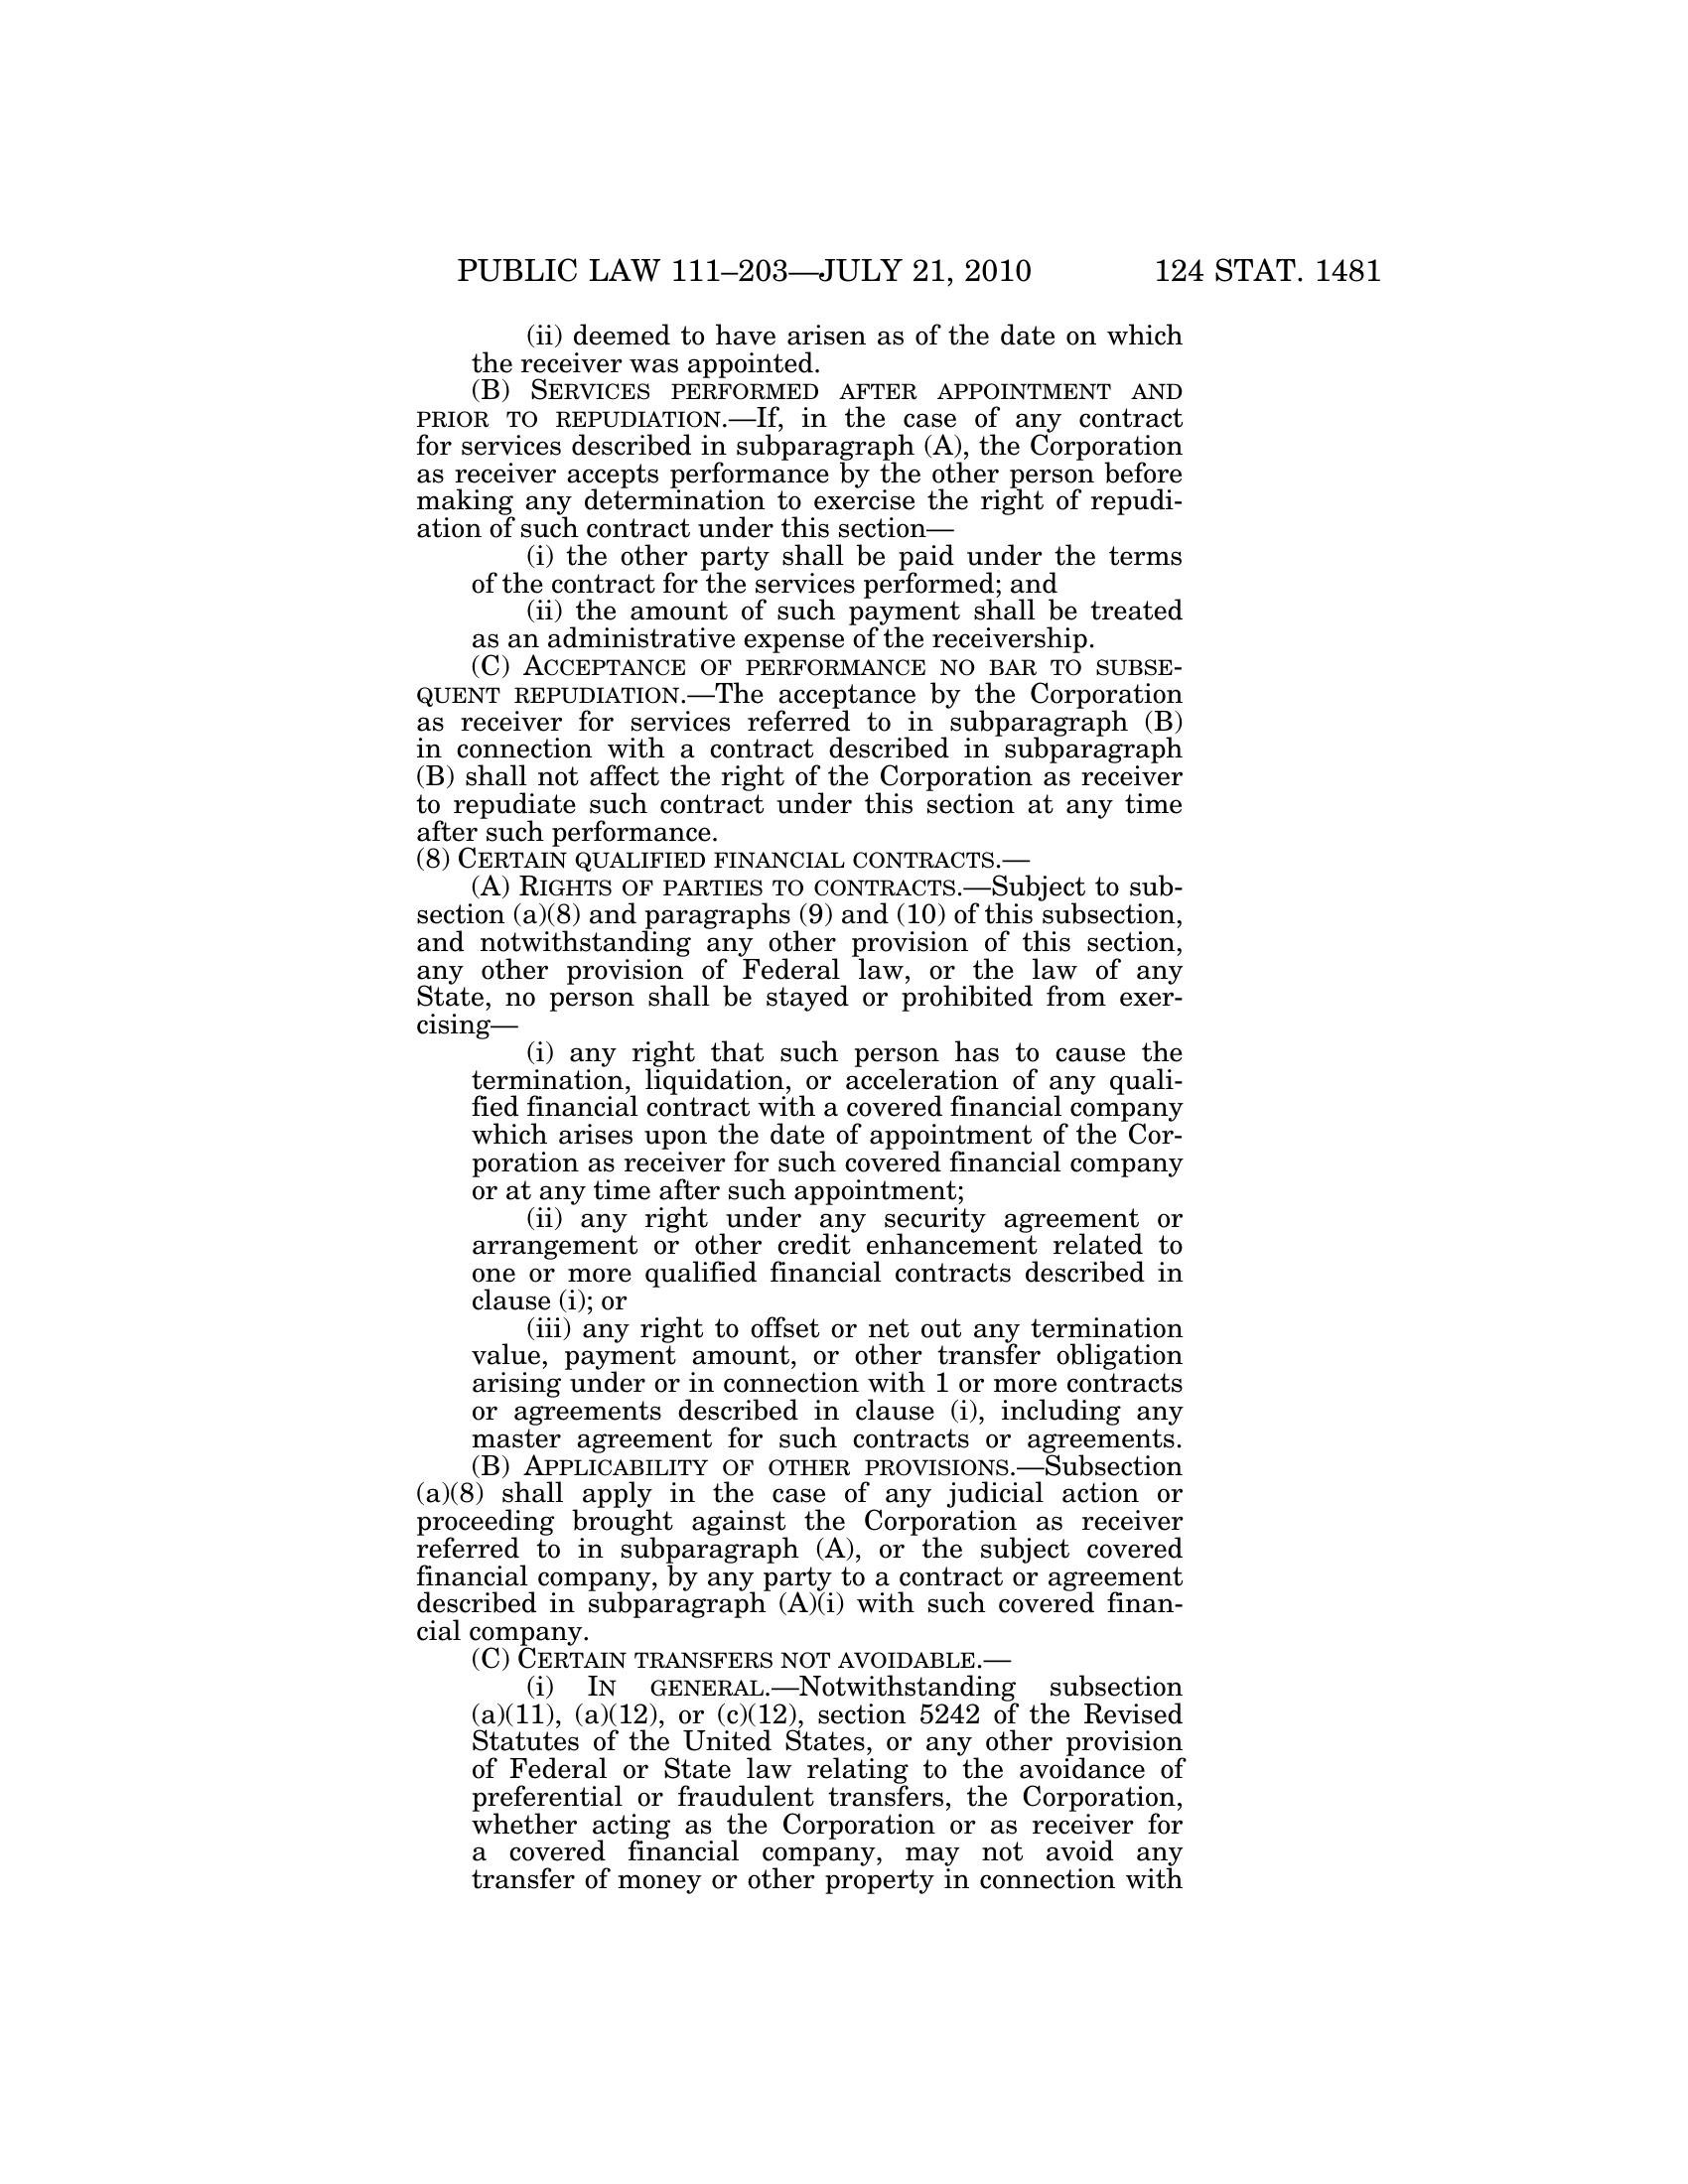 PUBLIC LAW 111–203—JULY 21, 2010 124 STAT. 1481
(ii) deemed to have arisen as of the date on which
the receiver was appointed.
(B) SERVICES PERFORMED AFTER APPOINTMENT AND
PRIOR TO REPUDIATION.—If, in the case of any contract
for services described in subparagraph (A), the Corporation
as receiver accepts performance by the other person before
making any determination to exercise the right of repudi-
ation of such contract under this section—
(i) the other party shall be paid under the terms
of the contract for the services performed; and
(ii) the amount of such payment shall be treated
as an administrative expense of the receivership.
(C) ACCEPTANCE OF PERFORMANCE NO BAR TO SUBSE-
QUENT REPUDIATION.—The acceptance by the Corporation
as receiver for services referred to in subparagraph (B)
in connection with a contract described in subparagraph
(B) shall not affect the right of the Corporation as receiver
to repudiate such contract under this section at any time
after such performance.
(8) CERTAIN QUALIFIED FINANCIAL CONTRACTS.—
(A) RIGHTS OF PARTIES TO CONTRACTS.—Subject to sub-
section (a)(8) and paragraphs (9) and (10) of this subsection,
and notwithstanding any other provision of this section,
any other provision of Federal law, or the law of any
State, no person shall be stayed or prohibited from exer-
cising—
(i) any right that such person has to cause the
termination, liquidation, or acceleration of any quali-
fied financial contract with a covered financial company
which arises upon the date of appointment of the Cor-
poration as receiver for such covered financial company
or at any time after such appointment;
(ii) any right under any security agreement or
arrangement or other credit enhancement related to
one or more qualified financial contracts described in
clause (i); or
(iii) any right to offset or net out any termination
value, payment amount, or other transfer obligation
arising under or in connection with 1 or more contracts
or agreements described in clause (i), including any
master agreement for such contracts or agreements.
(B) APPLICABILITY OF OTHER PROVISIONS.—Subsection
(a)(8) shall apply in the case of any judicial action or
proceeding brought against the Corporation as receiver
referred to in subparagraph (A), or the subject covered
financial company, by any party to a contract or agreement
described in subparagraph (A)(i) with such covered finan-
cial company.
(C) CERTAIN TRANSFERS NOT AVOIDABLE.—
(i) IN GENERAL.—Notwithstanding subsection
(a)(11), (a)(12), or (c)(12), section 5242 of the Revised
Statutes of the United States, or any other provision
of Federal or State law relating to the avoidance of
preferential or fraudulent transfers, the Corporation,
whether acting as the Corporation or as receiver for
a covered financial company, may not avoid any
transfer of money or other property in connection with